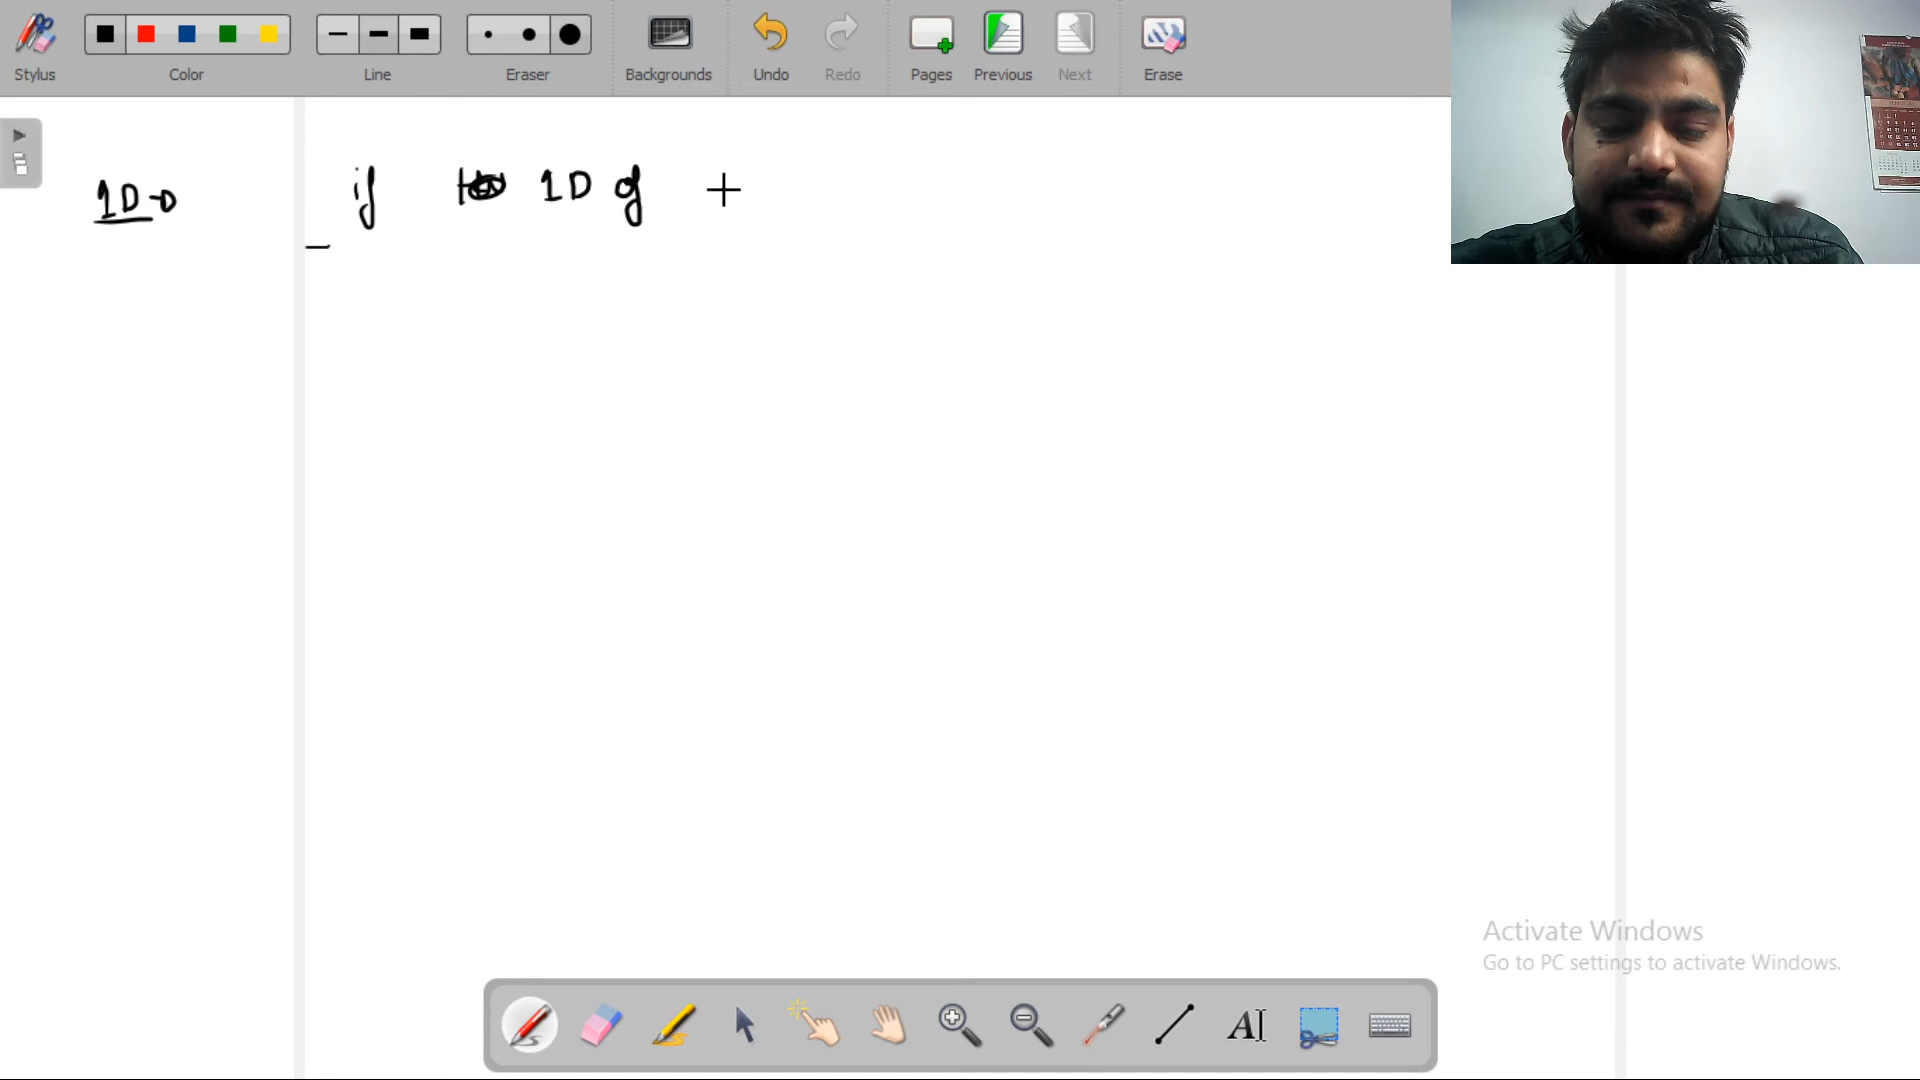 Stylus Color Line Eraser Backgrounds Undo Redo Pages Previous Next Erase
1D
if 1D of
Activate Windows
Go to PC settings to activate Windows.